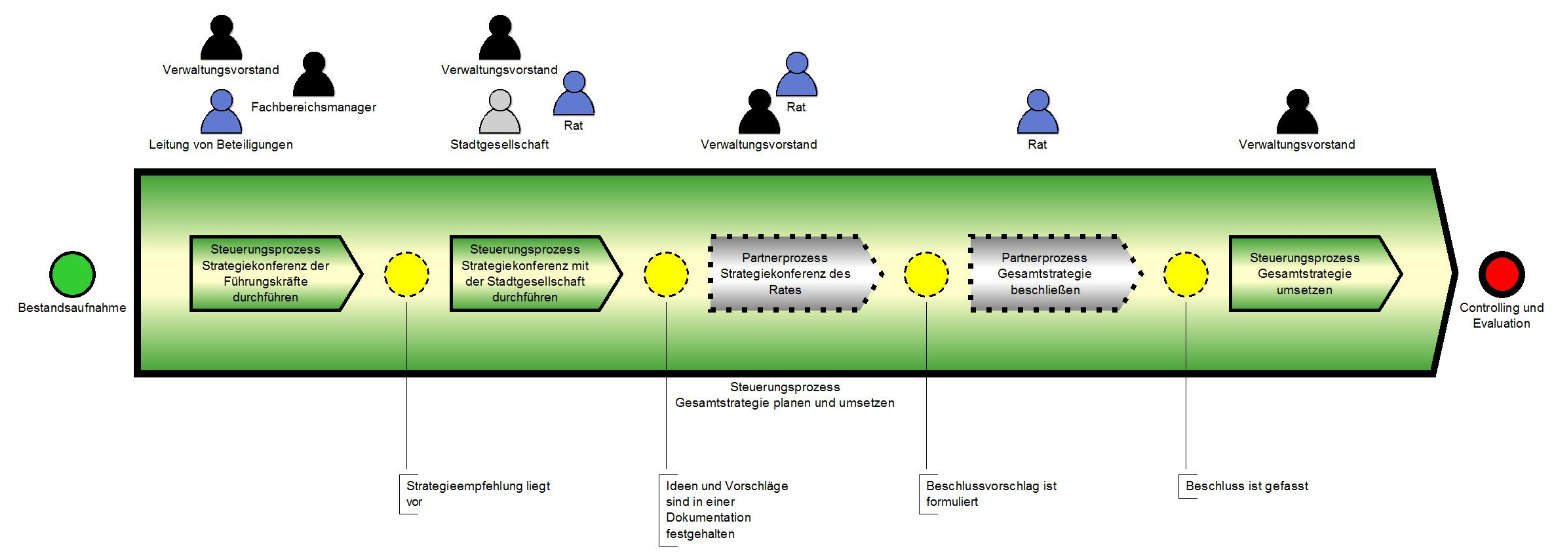 Verwaltungsvorstand
Fachbereichsmanager
Leitung von Beteiligungen
Verwaltungsvorstand
Rat
Stadtgesellschaft
Rat
Verwaltungsvorstand
Rat
Verwaltungsvorstand
Bestandsaufnahme
Steuerungsprozess
Strategiekonferenz der
Führungskräfte
durchführen
Steuerungsprozess
Strategiekonferenz mit
der Stadtgesellschaft
durchführen
Partnerprozess
Strategiekonferenz des
Rates
Partnerprozess
Gesamtstrategie
beschließen
Steuerungsprozess
Gesamtstrategie
umsetzen
Controlling und
Evaluation
Steuerungsprozess
Gesamtstrategie planen und umsetzen
Strategieempfehlung liegt
vor
Ideen und Vorschläge
sind in einer
Dokumentation
festgehalten
Beschlussvorschlag ist
formuliert
Beschluss ist gefasst